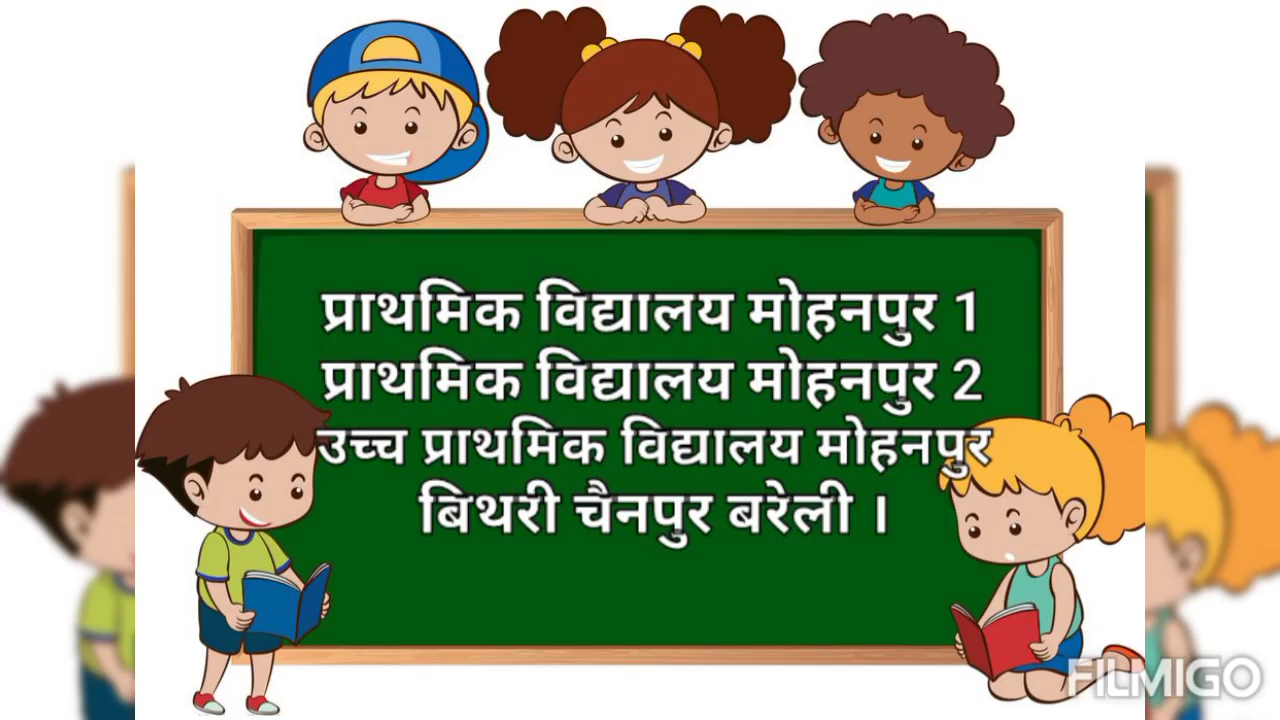 प्राथमिक विद्यालय मोहनपुर 1
प्राथमिक विद्यालय मोहनपुर 2
उच्च प्राथमिक विद्यालय मोहनपुर
बिथरी चैनपुर बरेली ।
FILMIGO